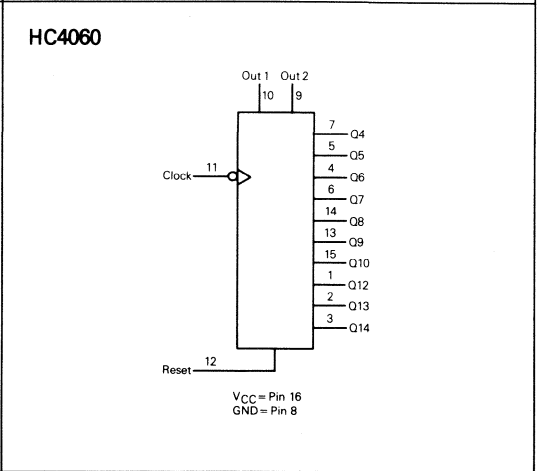 HC4060
Out 1 Out 2
10 9
7 Q4
5 Q5
Clock 11
4 Q6
6 Q7
14 Q8
13 Q9
15 Q10
1 Q12
2 Q13
3 Q14
Reset 12
VCC = Pin 16
GND = Pin 8